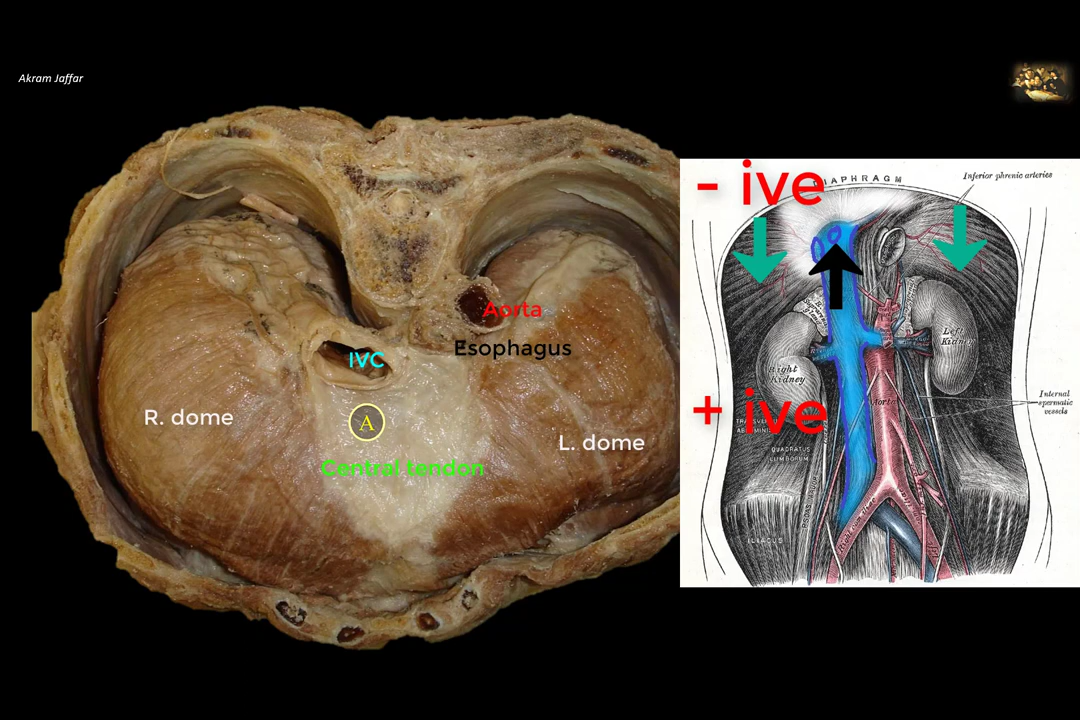 Akram Jaffar
Aorta
Esophagus
IVC
R. dome
A
L. dome
Central tendon
- ive
DIAPHRAGM
Inferior phrenic arteries
Left
Kidney
Right
Kidney
+ ive
Aorta
Internal
spermatic
vessels
QUADRATUS
LUMBORUM
ILIACUS